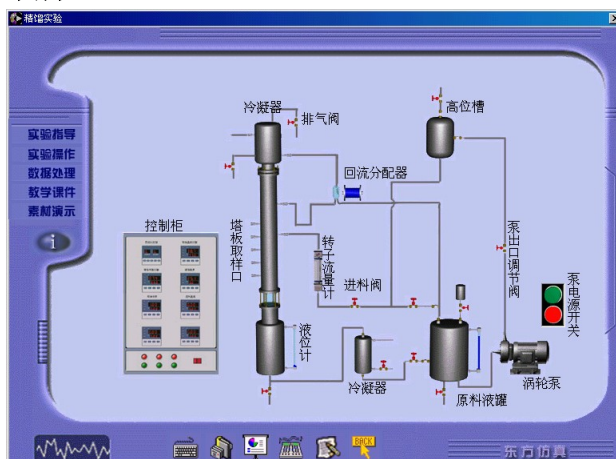 精馏实验
实验指导
实验操作
数据处理
教学课件
素材演示
冷凝器
排气阀
高位槽
回流分配器
控制柜
塔板取样口
转子流量计
进料阀
泵出口调节阀
泵电源开关
液位计
冷凝器
原料液罐
涡轮泵
BACK
东方仿真